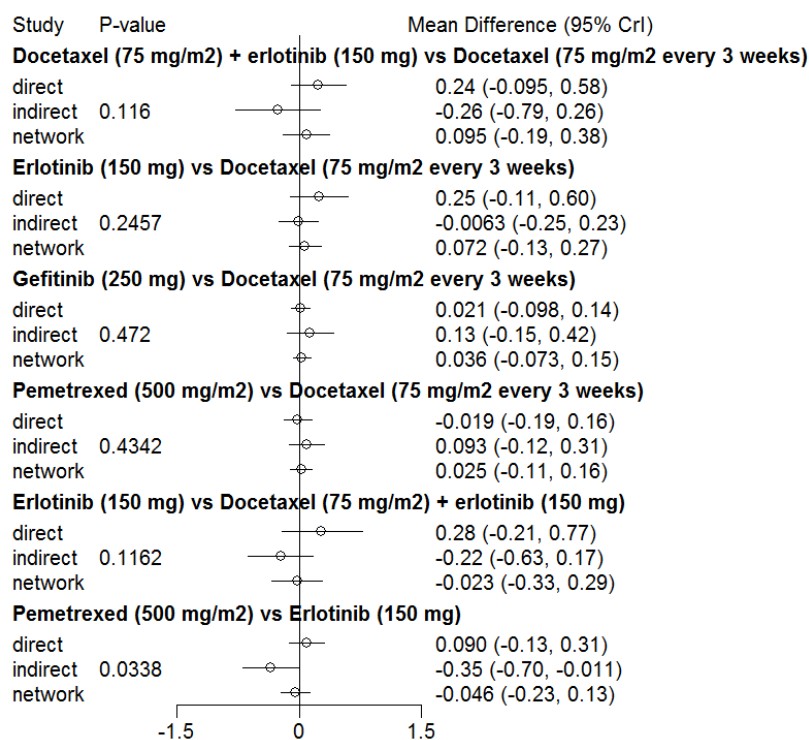 Study P-value Mean Difference (95% CrI)
Docetaxel (75 mg/m2) + erlotinib (150 mg) vs Docetaxel (75 mg/m2 every 3 weeks)
direct 0.24 (-0.095, 0.58)
indirect 0.116 -0.26 (-0.79, 0.26)
network 0.095 (-0.19, 0.38)
Erlotinib (150 mg) vs Docetaxel (75 mg/m2 every 3 weeks)
direct 0.25 (-0.11, 0.60)
indirect 0.2457 -0.0063 (-0.25, 0.23)
network 0.072 (-0.13, 0.27)
Gefitinib (250 mg) vs Docetaxel (75 mg/m2 every 3 weeks)
direct 0.021 (-0.098, 0.14)
indirect 0.472 0.13 (-0.15, 0.42)
network 0.036 (-0.073, 0.15)
Pemetrexed (500 mg/m2) vs Docetaxel (75 mg/m2 every 3 weeks)
direct -0.019 (-0.19, 0.16)
indirect 0.4342 0.093 (-0.12, 0.31)
network 0.025 (-0.11, 0.16)
Erlotinib (150 mg) vs Docetaxel (75 mg/m2) + erlotinib (150 mg)
direct 0.28 (-0.21, 0.77)
indirect 0.1162 -0.22 (-0.63, 0.17)
network -0.023 (-0.33, 0.29)
Pemetrexed (500 mg/m2) vs Erlotinib (150 mg)
direct 0.090 (-0.13, 0.31)
indirect 0.0338 -0.35 (-0.70, -0.011)
network -0.046 (-0.23, 0.13)
-1.5 0 1.5